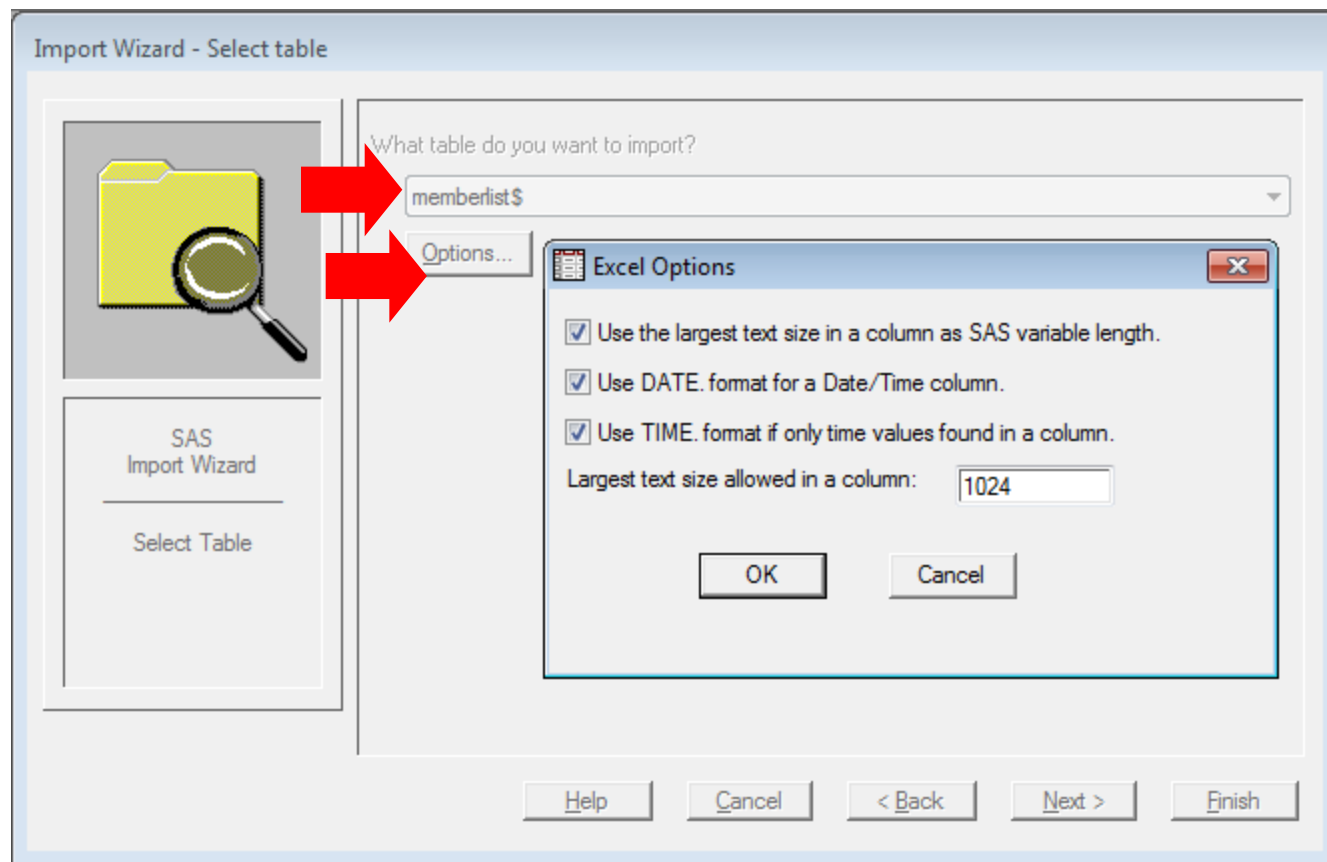 Import Wizard - Select table
What table do you want to import?
memberlist$
Options...
Excel Options
Use the largest text size in a column as SAS variable length.
Use DATE. format for a Date/Time column.
Use TIME. format if only time values found in a column.
Largest text size allowed in a column: 1024
OK Cancel
SAS
Import Wizard
Select Table
Help Cancel < Back Next > Finish